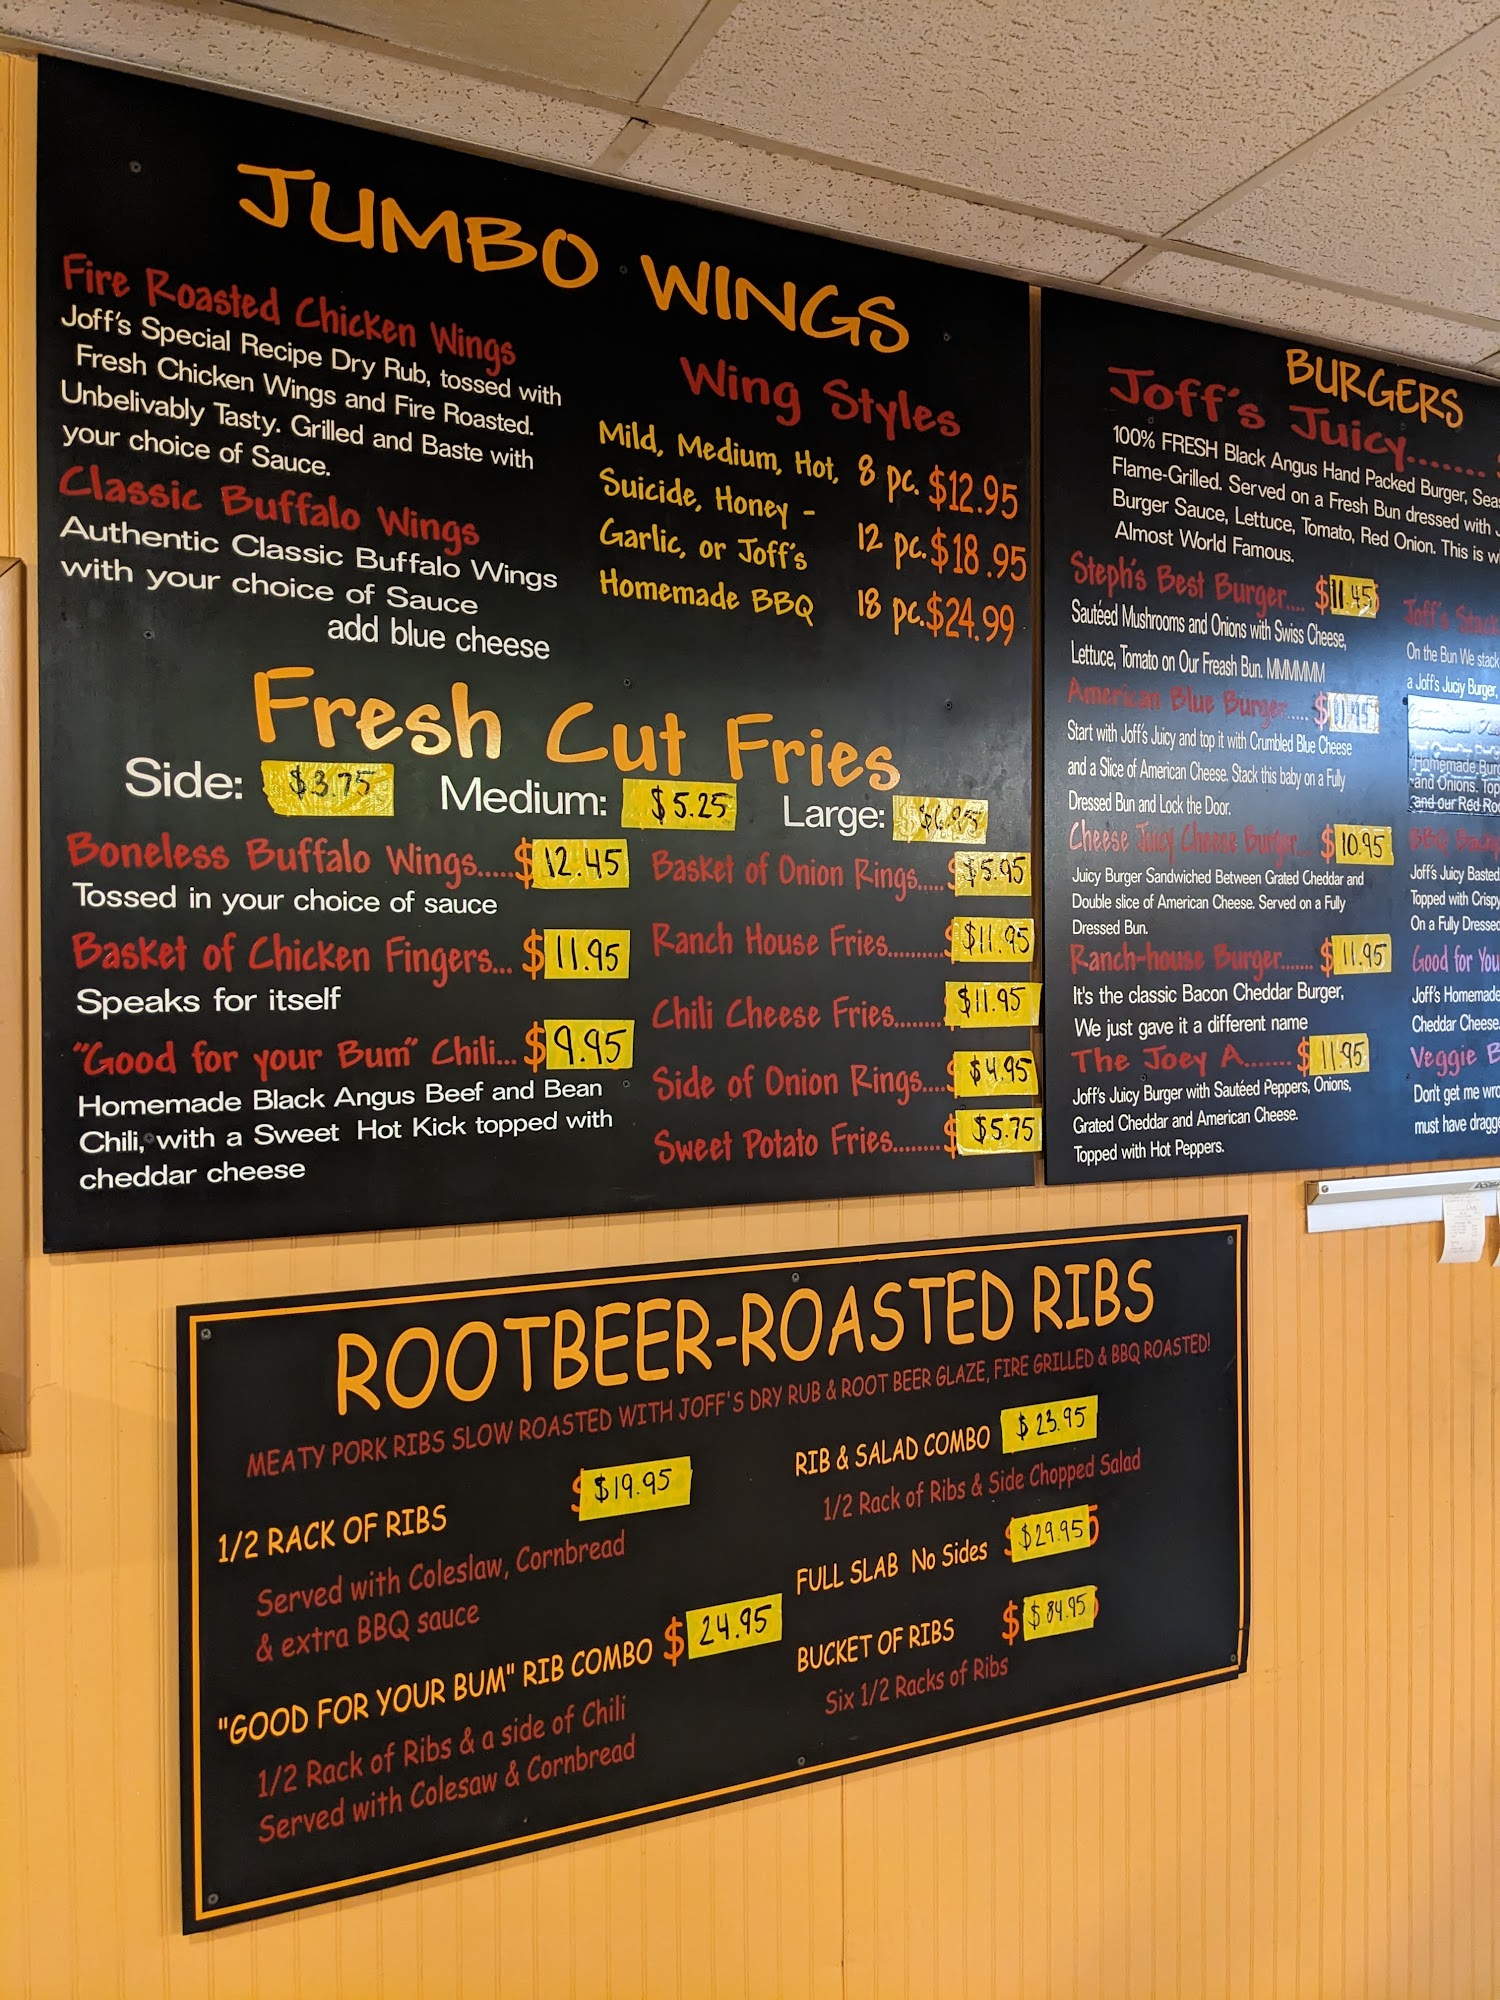 JUMBO WINGS
Fire Roasted Chicken Wings
Joff's Special Recipe Dry Rub, tossed with
Fresh Chicken Wings and Fire Roasted.
Unbelivably Tasty. Grilled and Baste with
your choice of Sauce.
Classic Buffalo Wings
Authentic Classic Buffalo Wings
with your choice of Sauce
add blue cheese
Wing Styles
Mild, Medium, Hot,
Suicide, Honey -
Garlic, or Joff's
Homemade BBQ
8 pc. $12.95
12 pc. $18.95
18 pc. $24.99
Fresh Cut Fries
Side: $3.75 Medium: $5.25 Large: $6.95
Boneless Buffalo Wings..... $12.45
Tossed in your choice of sauce
Basket of Chicken Fingers... $11.95
Speaks for itself
"Good for your Bum" Chili... $9.95
Homemade Black Angus Beef and Bean
Chili, with a Sweet Hot Kick topped with
cheddar cheese
Basket of Onion Rings..... $5.95
Ranch House Fries.......... $11.95
Chili Cheese Fries........ $11.95
Side of Onion Rings.... $4.95
Sweet Potato Fries........ $5.75
BURGERS
Joff's Juicy.......
100% FRESH Black Angus Hand Packed Burger, Sea
Flame-Grilled. Served on a Fresh Bun dressed with
Burger Sauce, Lettuce, Tomato, Red Onion. This is
Almost World Famous.
Steph's Best Burger.... $11.45
Sautéed Mushrooms and Onions with Swiss Cheese,
Lettuce, Tomato on Our Freash Bun. MMMMMM
American Blue Burger..... $11.45
Start with Joff's Juicy and top it with Crumbled Blue Cheese
and a Slice of American Cheese. Stack this baby on a Fully
Dressed Bun and Lock the Door.
Cheese Juicy Cheese Burger... $10.95
Juicy Burger Sandwiched Between Grated Cheddar and
Double slice of American Cheese. Served on a Fully
Dressed Bun.
Ranch-house Burger....... $11.95
It's the classic Bacon Cheddar Burger,
We just gave it a different name
The Joey A....... $11.95
Joff's Juicy Burger with Sautéed Peppers, Onions,
Grated Cheddar and American Cheese.
Topped with Hot Peppers.
Joff's Stack
On the Bun We stack
a Joff's Juciy Burger,
Homemade Burg
and Onions. Top
and our Red Ro
BBQ Bac
Joff's Juicy Basted
Topped with Crispy
On a Fully Dressed
Good for You
Joff's Homemade
Cheddar Cheese.
Veggie B
Don't get me wro
must have dragge
ROOTBEER-ROASTED RIBS
MEATY PORK RIBS SLOW ROASTED WITH JOFF'S DRY RUB & ROOT BEER GLAZE, FIRE GRILLED & BBQ ROASTED!
1/2 RACK OF RIBS $19.95
Served with Coleslaw, Cornbread
& extra BBQ sauce
"GOOD FOR YOUR BUM" RIB COMBO $24.95
1/2 Rack of Ribs & a side of Chili
Served with Colesaw & Cornbread
RIB & SALAD COMBO $23.95
1/2 Rack of Ribs & Side Chopped Salad
FULL SLAB No Sides $29.95
BUCKET OF RIBS $84.95
Six 1/2 Racks of Ribs